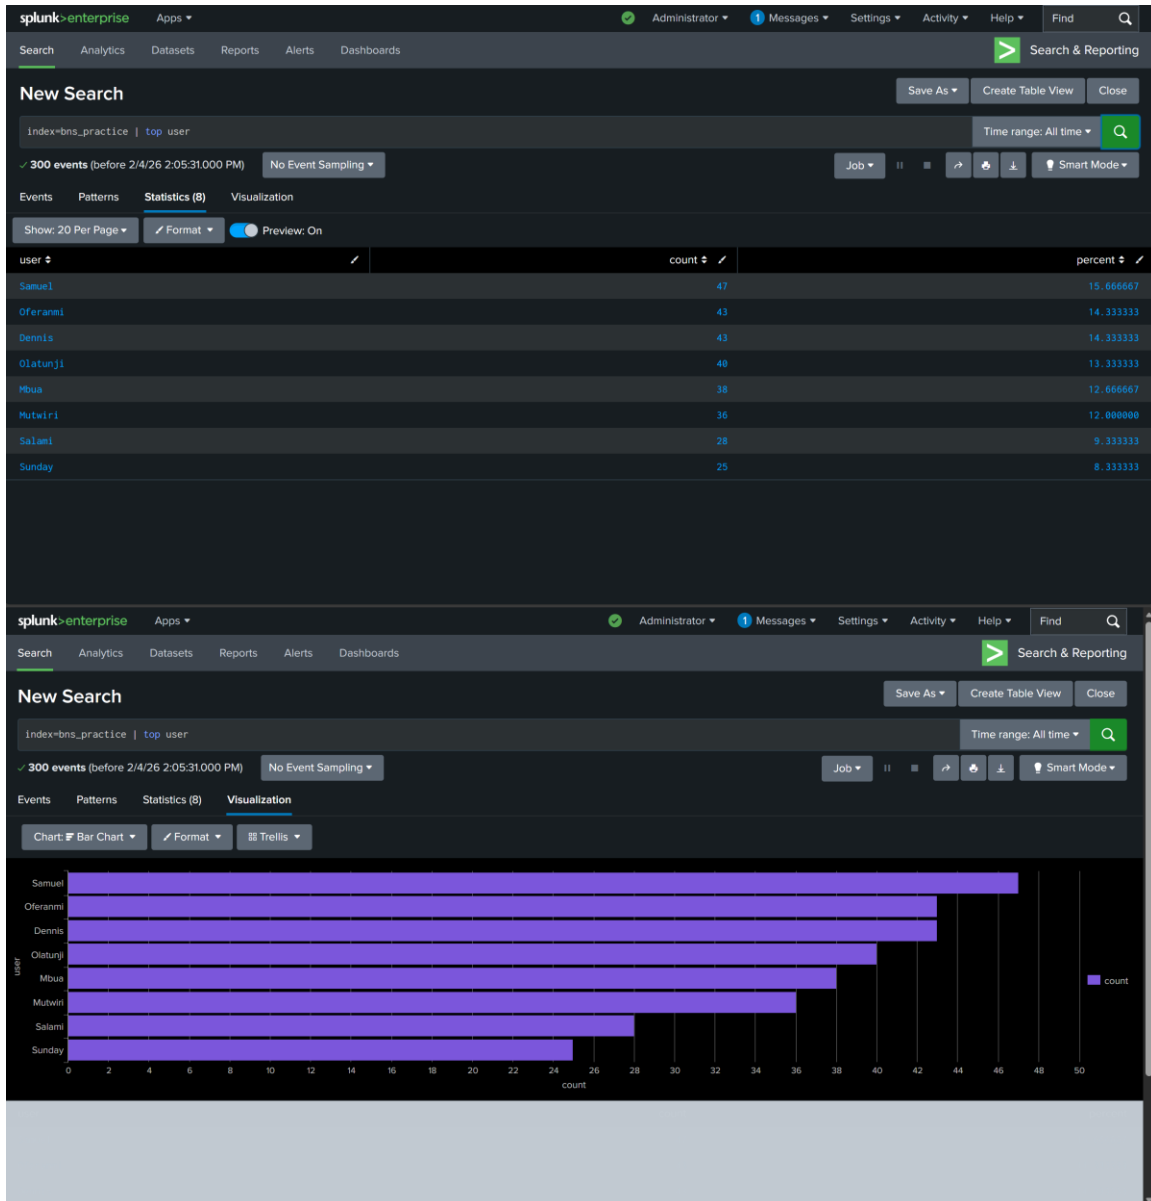 splunk>enterprise Apps Administrator 1 Messages Settings Activity Help Find
Search Analytics Datasets Reports Alerts Dashboards > Search & Reporting
New Search Save As Create Table View Close
index=bns_practice | top user Time range: All time
300 events (before 2/4/26 2:05:31.000 PM) No Event Sampling Job Smart Mode
Events Patterns Statistics (8) Visualization
Show: 20 Per Page Format Preview: On
user count percent
Samuel 47 15.666667
Oferanmi 43 14.333333
Dennis 43 14.333333
Olatunji 40 13.333333
Mbua 38 12.666667
Mutwiri 36 12.000000
Salami 28 9.333333
Sunday 25 8.333333
splunk>enterprise Apps Administrator 1 Messages Settings Activity Help Find
Search Analytics Datasets Reports Alerts Dashboards > Search & Reporting
New Search Save As Create Table View Close
index=bns_practice | top user Time range: All time
300 events (before 2/4/26 2:05:31.000 PM) No Event Sampling Job Smart Mode
Events Patterns Statistics (8) Visualization
Chart: Bar Chart Format Trellis
Samuel
Oferanmi
Dennis
Olatunji
user
Mbua
count
Mutwiri
Salami
Sunday
0 2 4 6 8 10 12 14 16 18 20 22 24 26 28 30 32 34 36 38 40 42 44 46 48 50
count